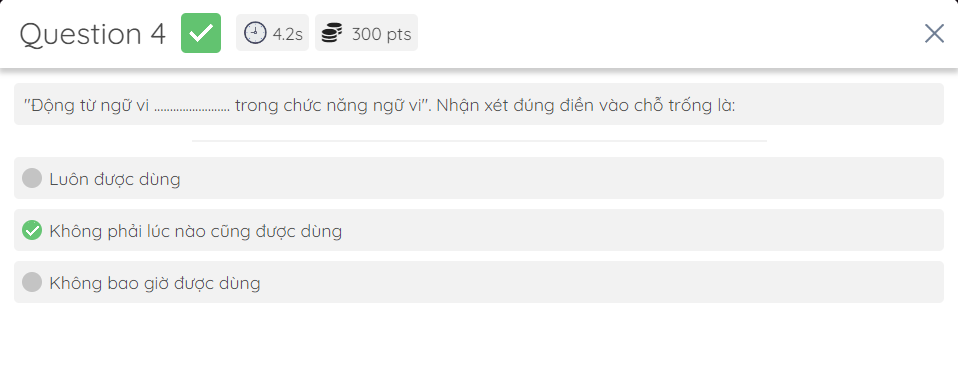 Question 4 4.2s 300 pts
"Động từ ngữ vi ........................ trong chức năng ngữ vi". Nhận xét đúng điền vào chỗ trống là:
Luôn được dùng
Không phải lúc nào cũng được dùng
Không bao giờ được dùng